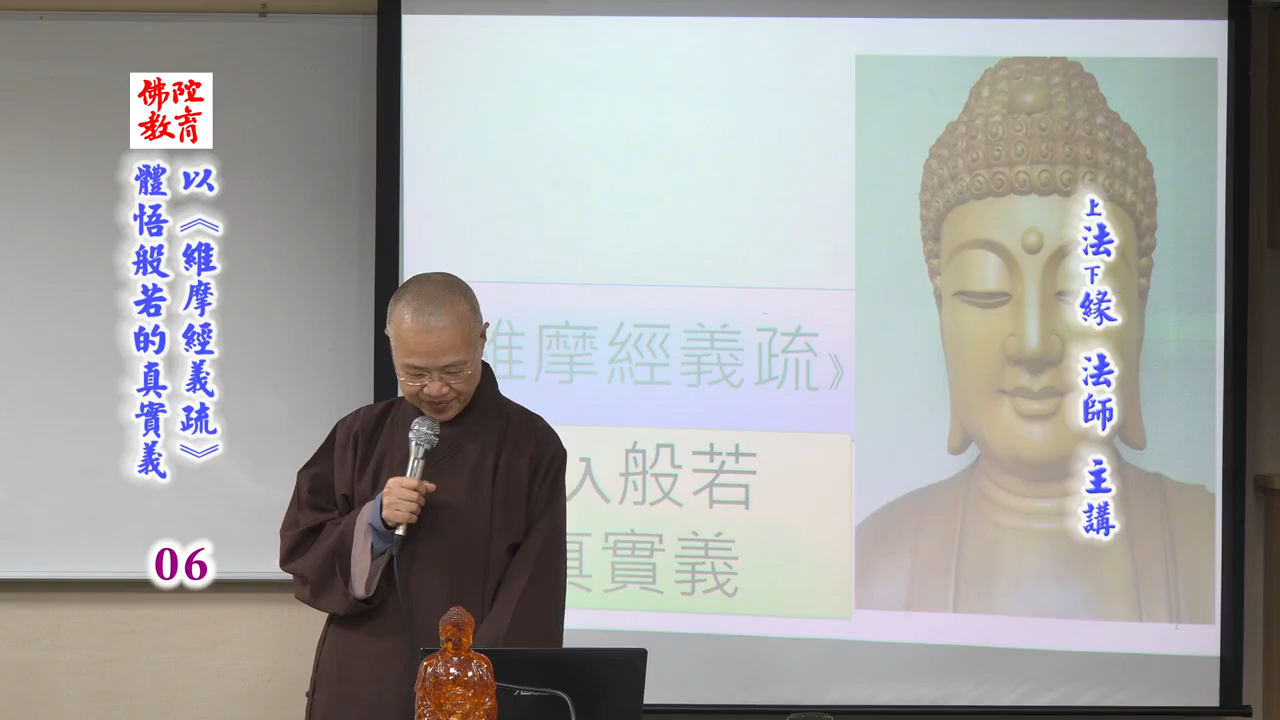 佛陀
教育
以《維摩經義疏》
體悟般若的真實義
06
維摩經義疏》
入般若
真實義
上法下緣 法師 主講